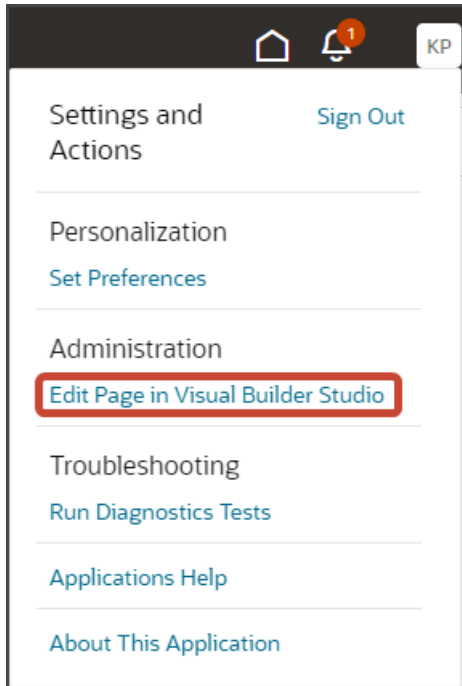 1
KP
Settings and
Actions
Sign Out
Personalization
Set Preferences
Administration
Edit Page in Visual Builder Studio
Troubleshooting
Run Diagnostics Tests
Applications Help
About This Application